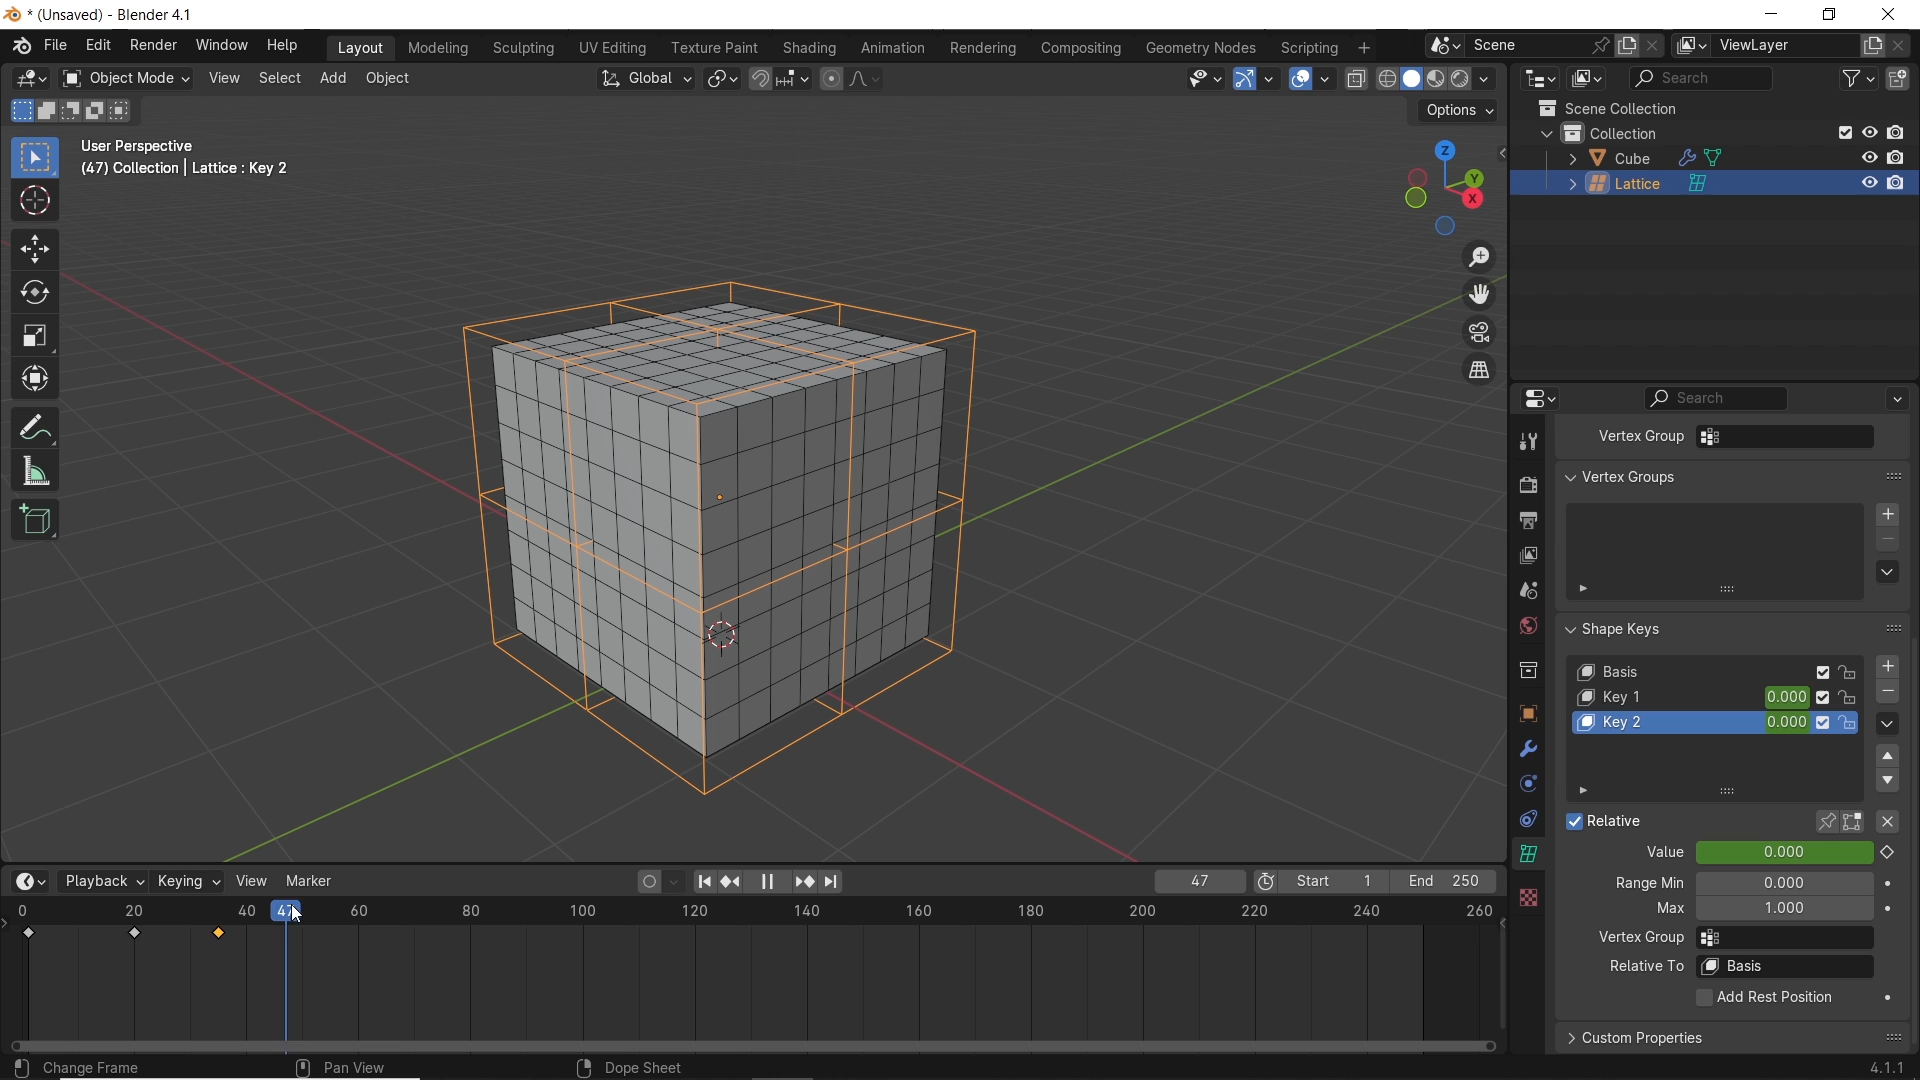 * (Unsaved) - Blender 4.1
File Edit Render Window Help Layout Modeling Sculpting UV Editing Texture Paint Shading Animation Rendering Compositing Geometry Nodes Scripting + Scene ViewLayer
Object Mode View Select Add Object Global Search
Options
User Perspective
(47) Collection | Lattice : Key 2
Z
Y
X
Scene Collection
Collection
Cube
Lattice
Search
Vertex Group
Vertex Groups
Shape Keys
Basis
Key 1 0.000
Key 2 0.000
Relative
Value 0.000
Range Min 0.000
Max 1.000
Vertex Group
Relative To Basis
Add Rest Position
Custom Properties
Playback Keying View Marker 47 Start 1 End 250
0 20 40 47 60 80 100 120 140 160 180 200 220 240 260
Change Frame Pan View Dope Sheet 4.1.1